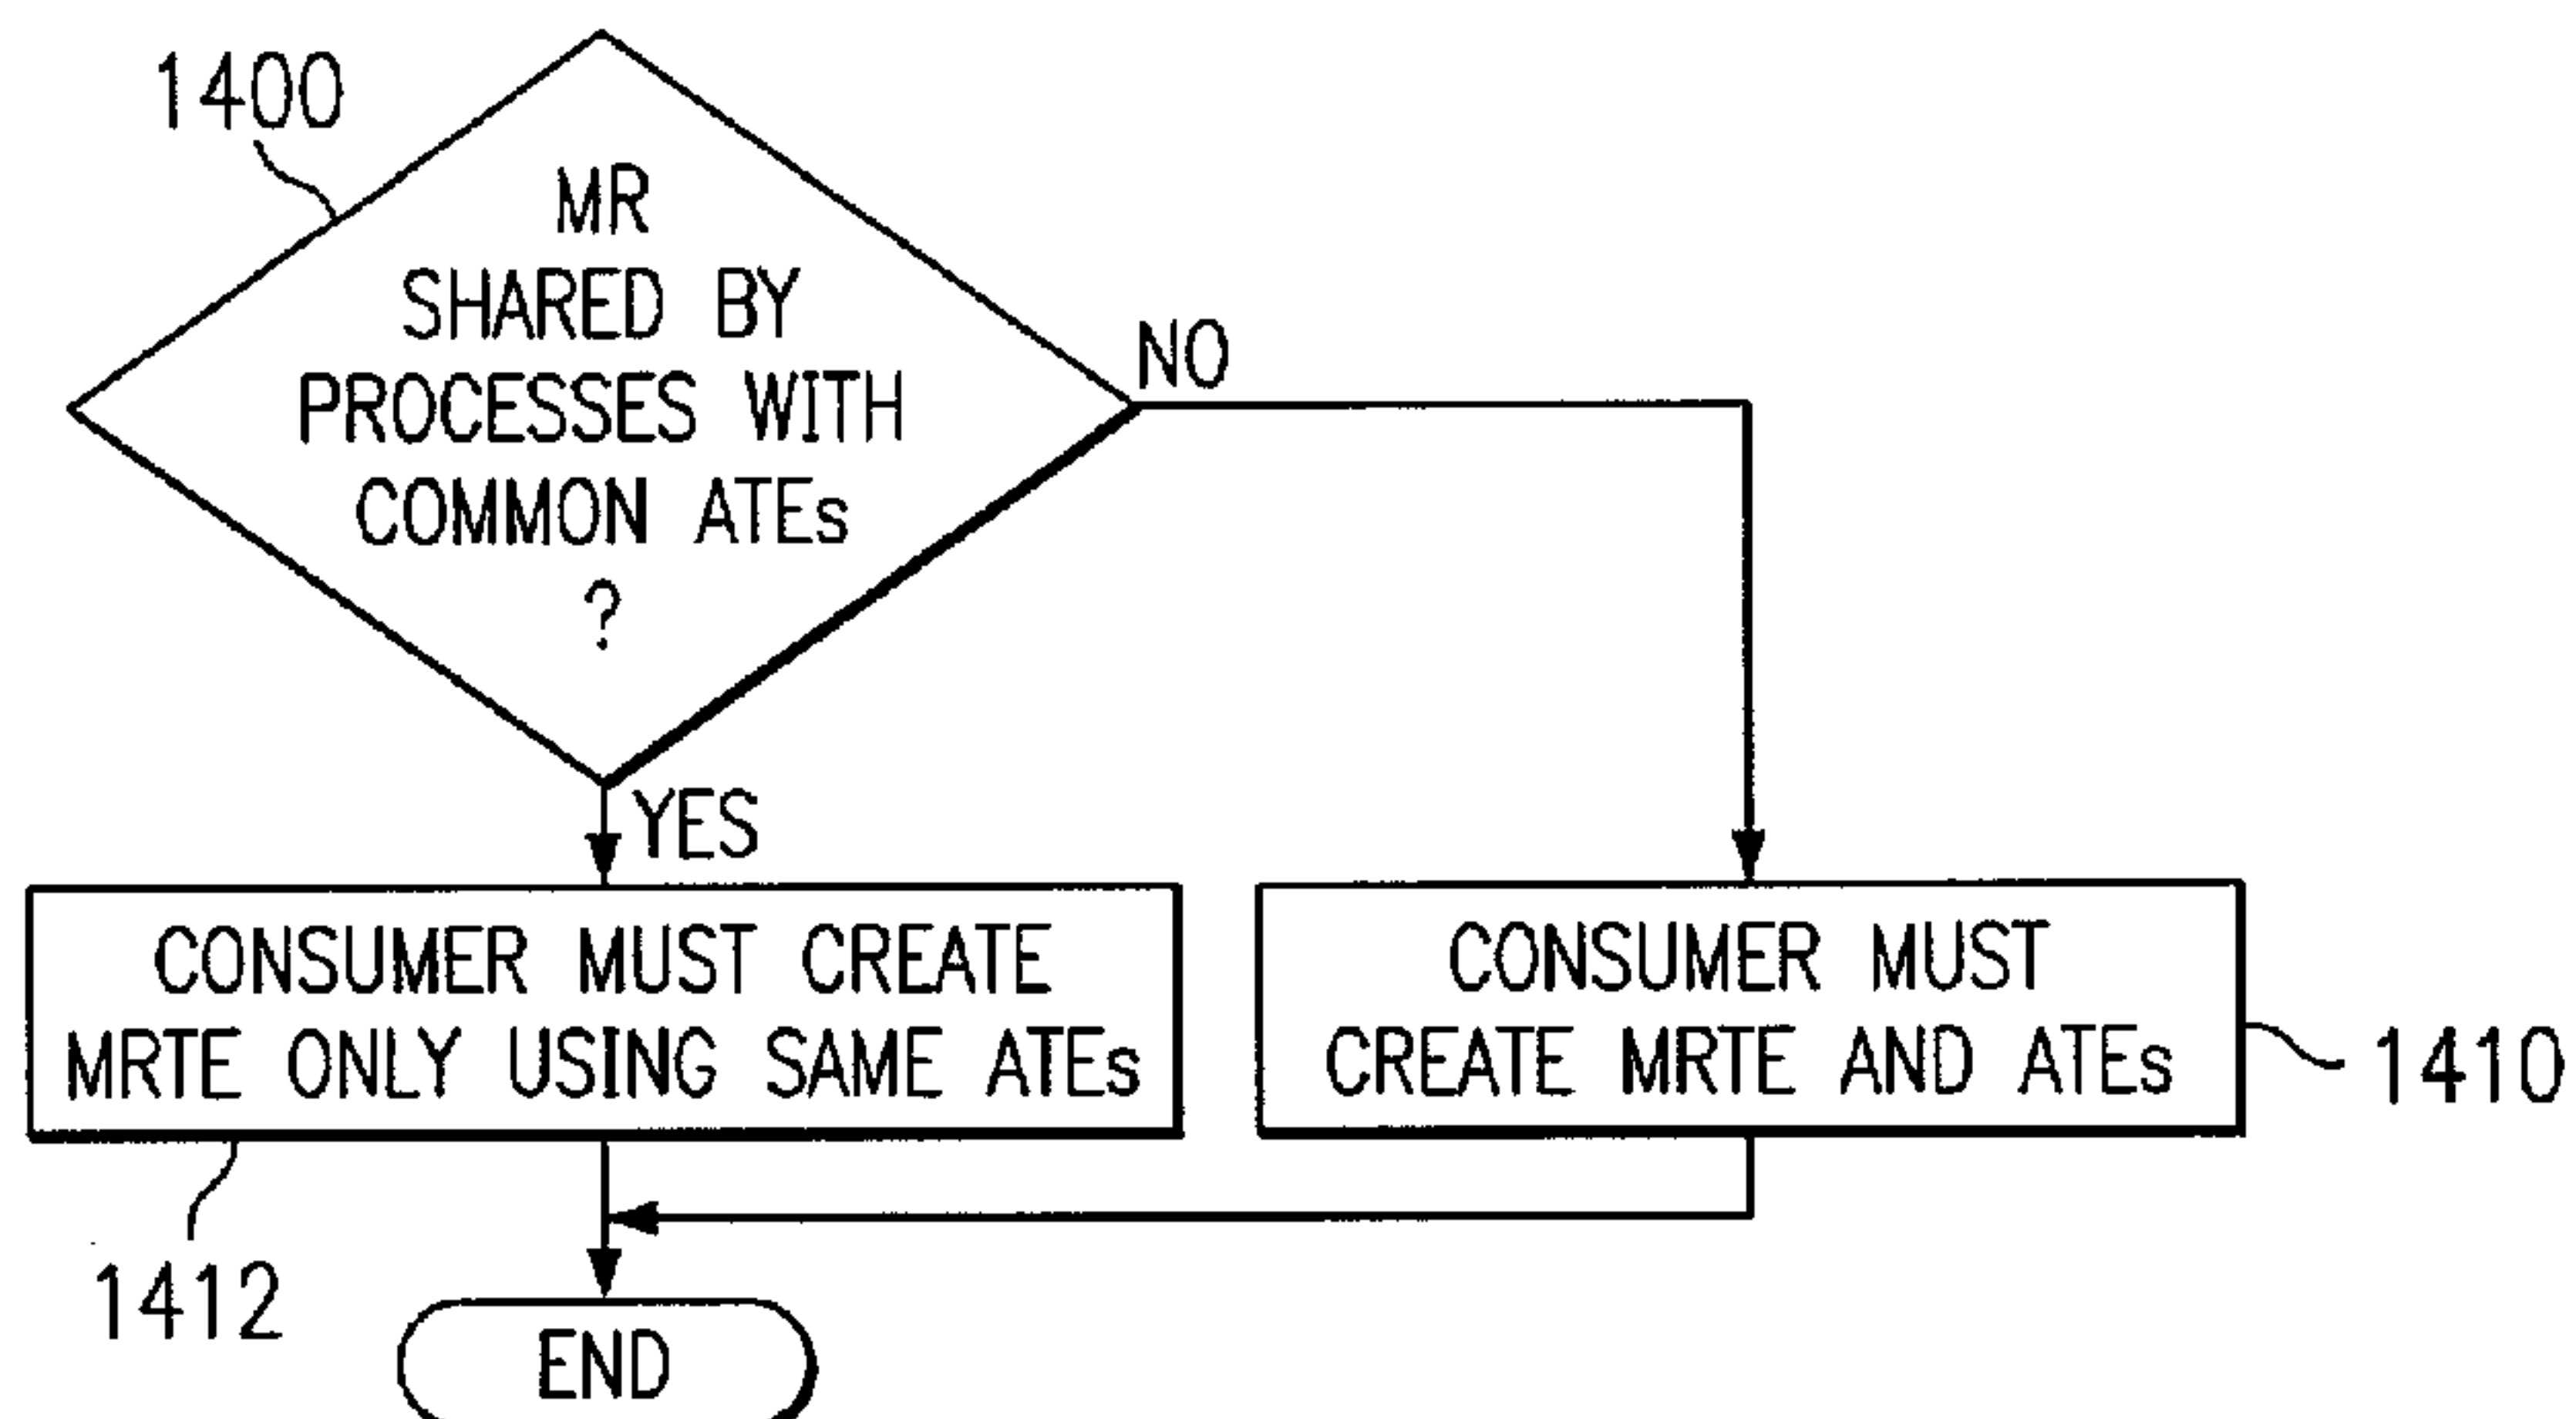 1400
MR
SHARED BY
PROCESSES WITH
COMMON ATEs
?
NO
YES
CONSUMER MUST CREATE
MRTE ONLY USING SAME ATEs
CONSUMER MUST
CREATE MRTE AND ATEs
1410
1412
END